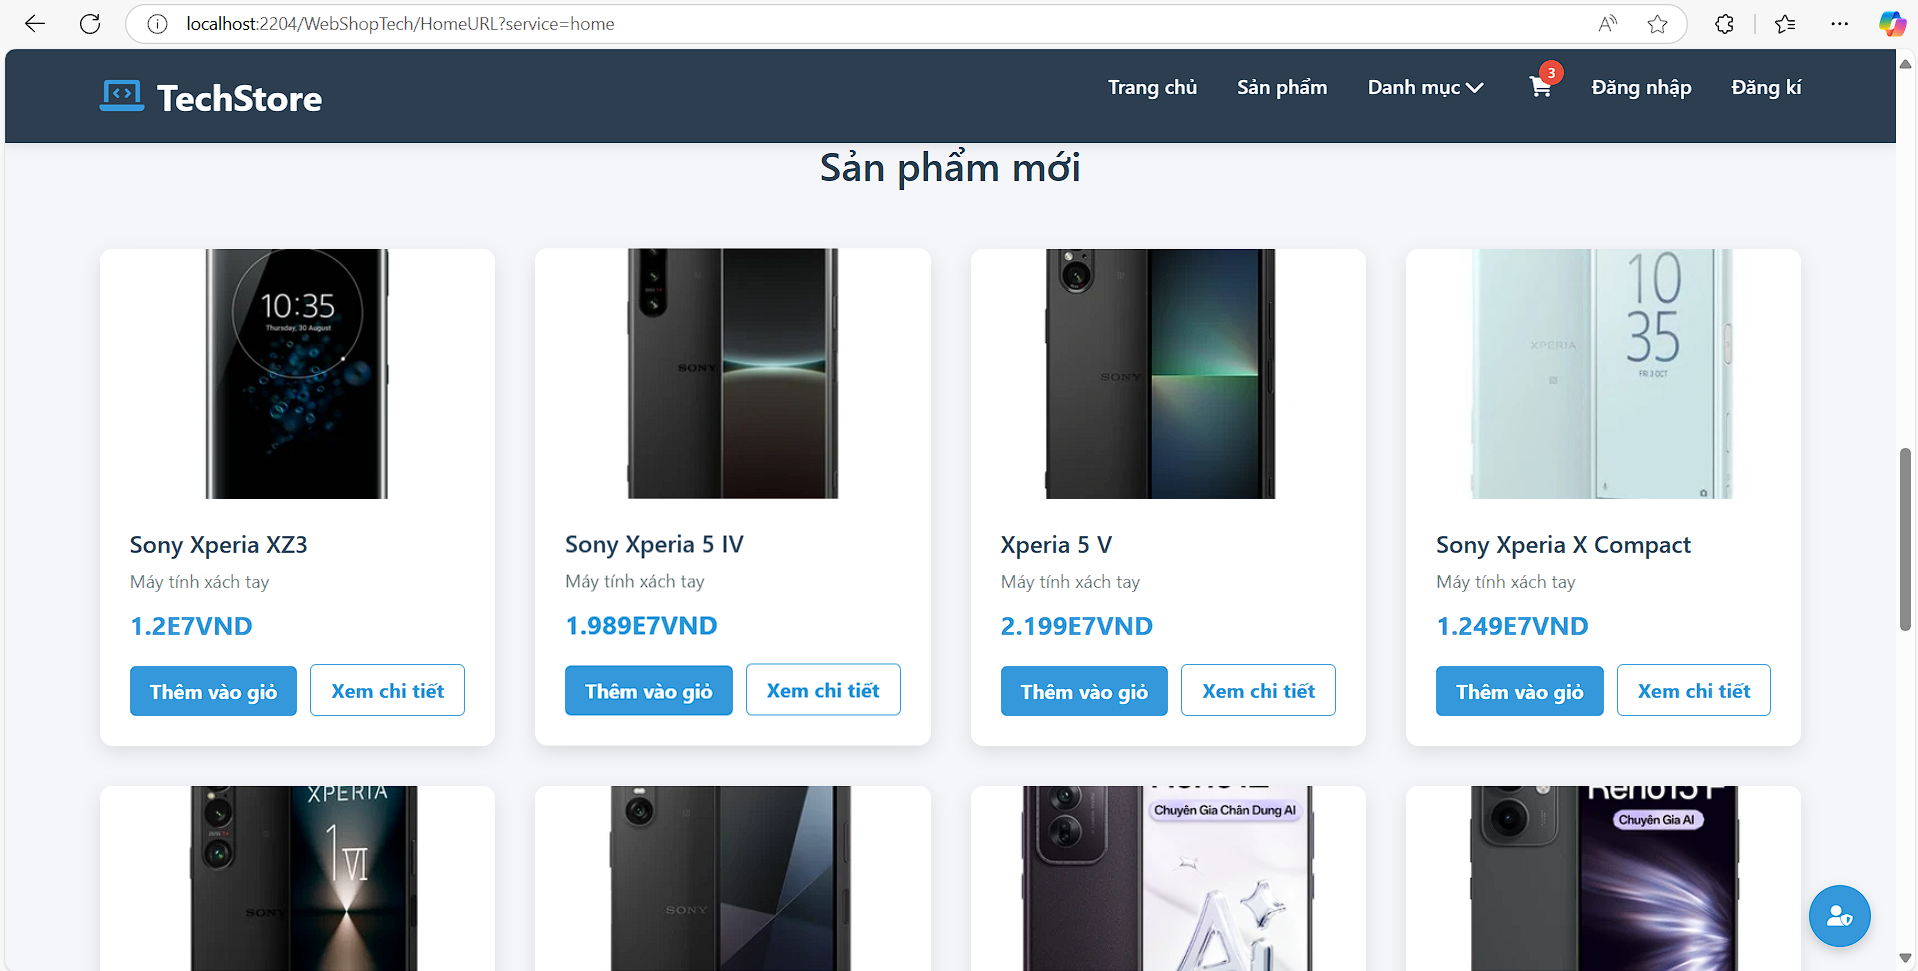 localhost:2204/WebShopTech/HomeURL?service=home
TechStore
Trang chủ
Sản phẩm
Danh mục
3
Đăng nhập
Đăng kí
Sản phẩm mới
10:35
Thursday, 30 August
SONY
SONY
XPERIA
10
35
FRI 3 OCT
Sony Xperia XZ3
Máy tính xách tay
1.2E7VND
Thêm vào giỏ
Xem chi tiết
Sony Xperia 5 IV
Máy tính xách tay
1.989E7VND
Thêm vào giỏ
Xem chi tiết
Xperia 5 V
Máy tính xách tay
2.199E7VND
Thêm vào giỏ
Xem chi tiết
Sony Xperia X Compact
Máy tính xách tay
1.249E7VND
Thêm vào giỏ
Xem chi tiết
XPERIA
1 VI
SONY
SONY
Reno12
Chuyên Gia Chân Dung AI
AI
Reno13 F
Chuyên Gia AI